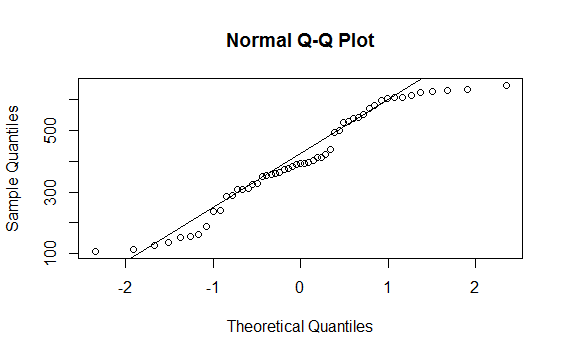 Normal Q-Q Plot
Sample Quantiles
500
300
100
-2 -1 0 1 2
Theoretical Quantiles